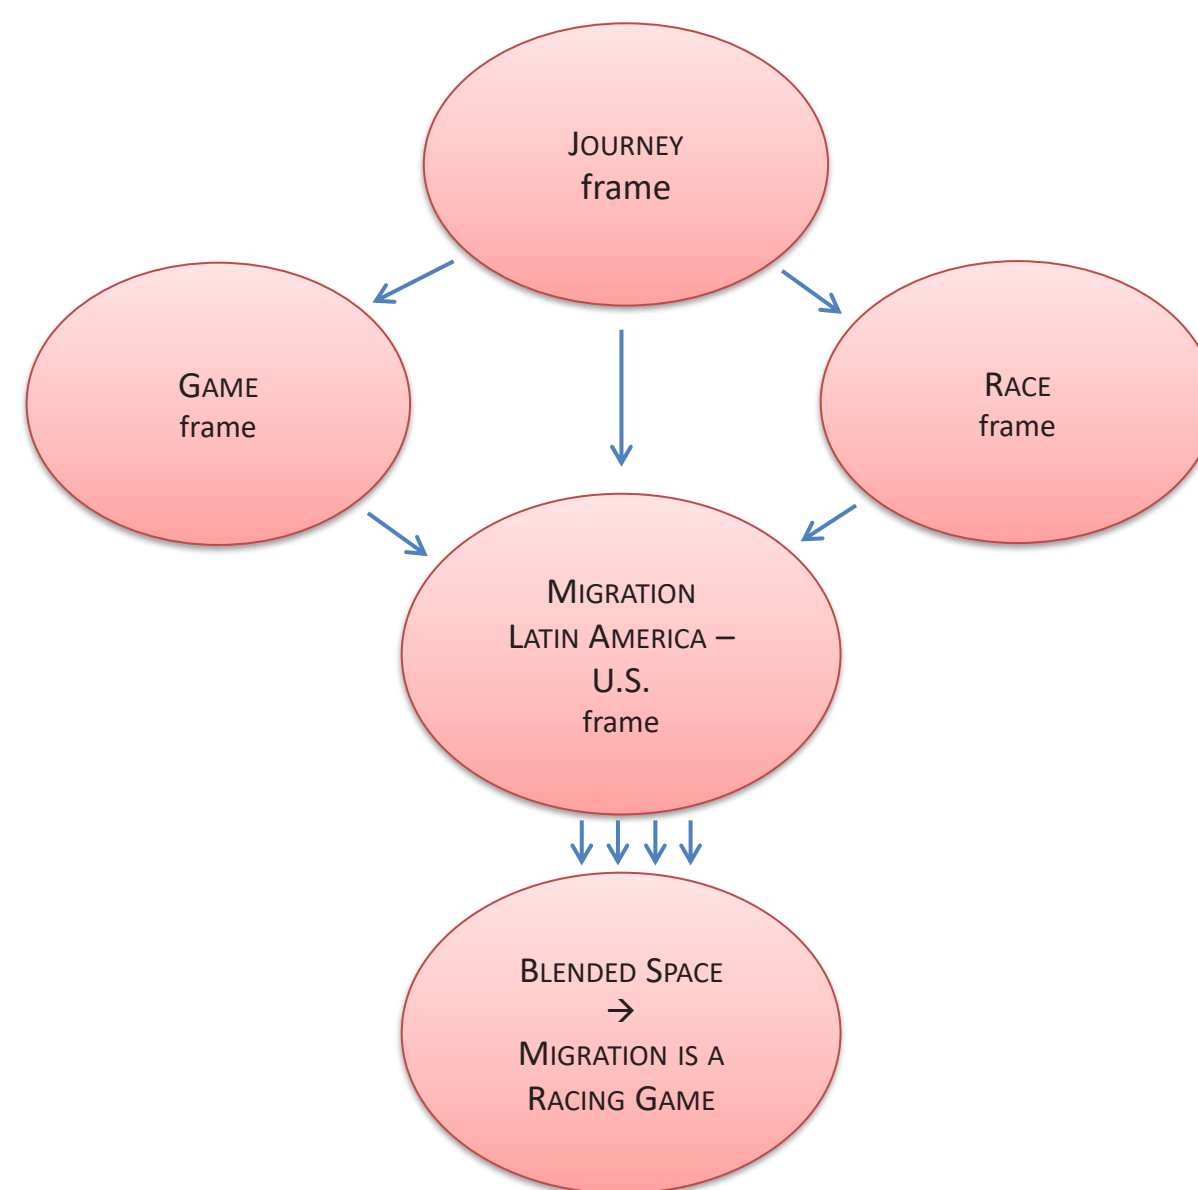 JOURNEY
frame
GAME
frame
RACE
frame
MIGRATION
LATIN AMERICA –
U.S.
frame
BLENDED SPACE
→
MIGRATION IS A
RACING GAME